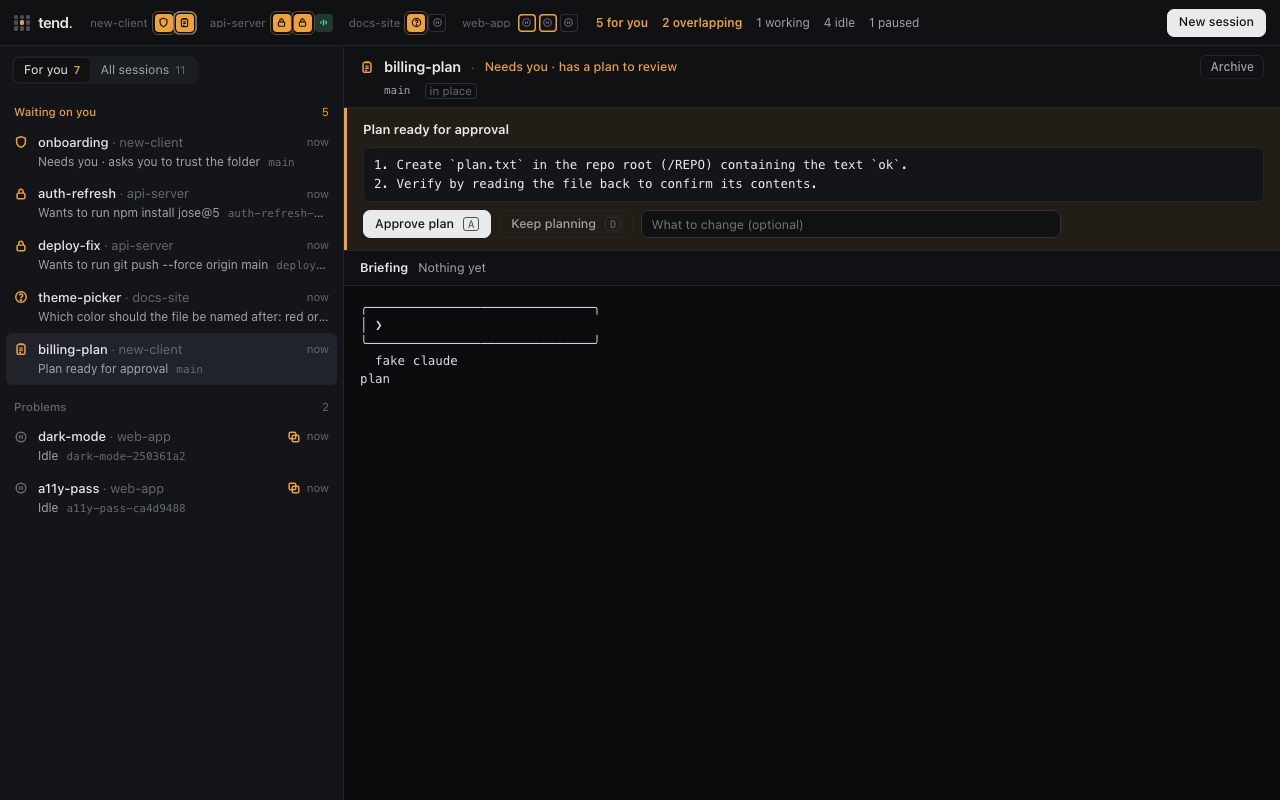 tend. new-client api-server docs-site web-app 5 for you 2 overlapping 1 working 4 idle 1 paused New session
For you 7 All sessions 11
Waiting on you 5
onboarding · new-client now
Needs you · asks you to trust the folder main
auth-refresh · api-server now
Wants to run npm install jose@5 auth-refresh-…
deploy-fix · api-server now
Wants to run git push --force origin main deploy…
theme-picker · docs-site now
Which color should the file be named after: red or…
billing-plan · new-client now
Plan ready for approval main
Problems 2
dark-mode · web-app now
Idle dark-mode-250361a2
a11y-pass · web-app now
Idle a11y-pass-ca4d9488
billing-plan · Needs you · has a plan to review Archive
main in place
Plan ready for approval
1. Create `plan.txt` in the repo root (/REPO) containing the text `ok`.
2. Verify by reading the file back to confirm its contents.
Approve plan A Keep planning D What to change (optional)
Briefing Nothing yet
❯
fake claude
plan